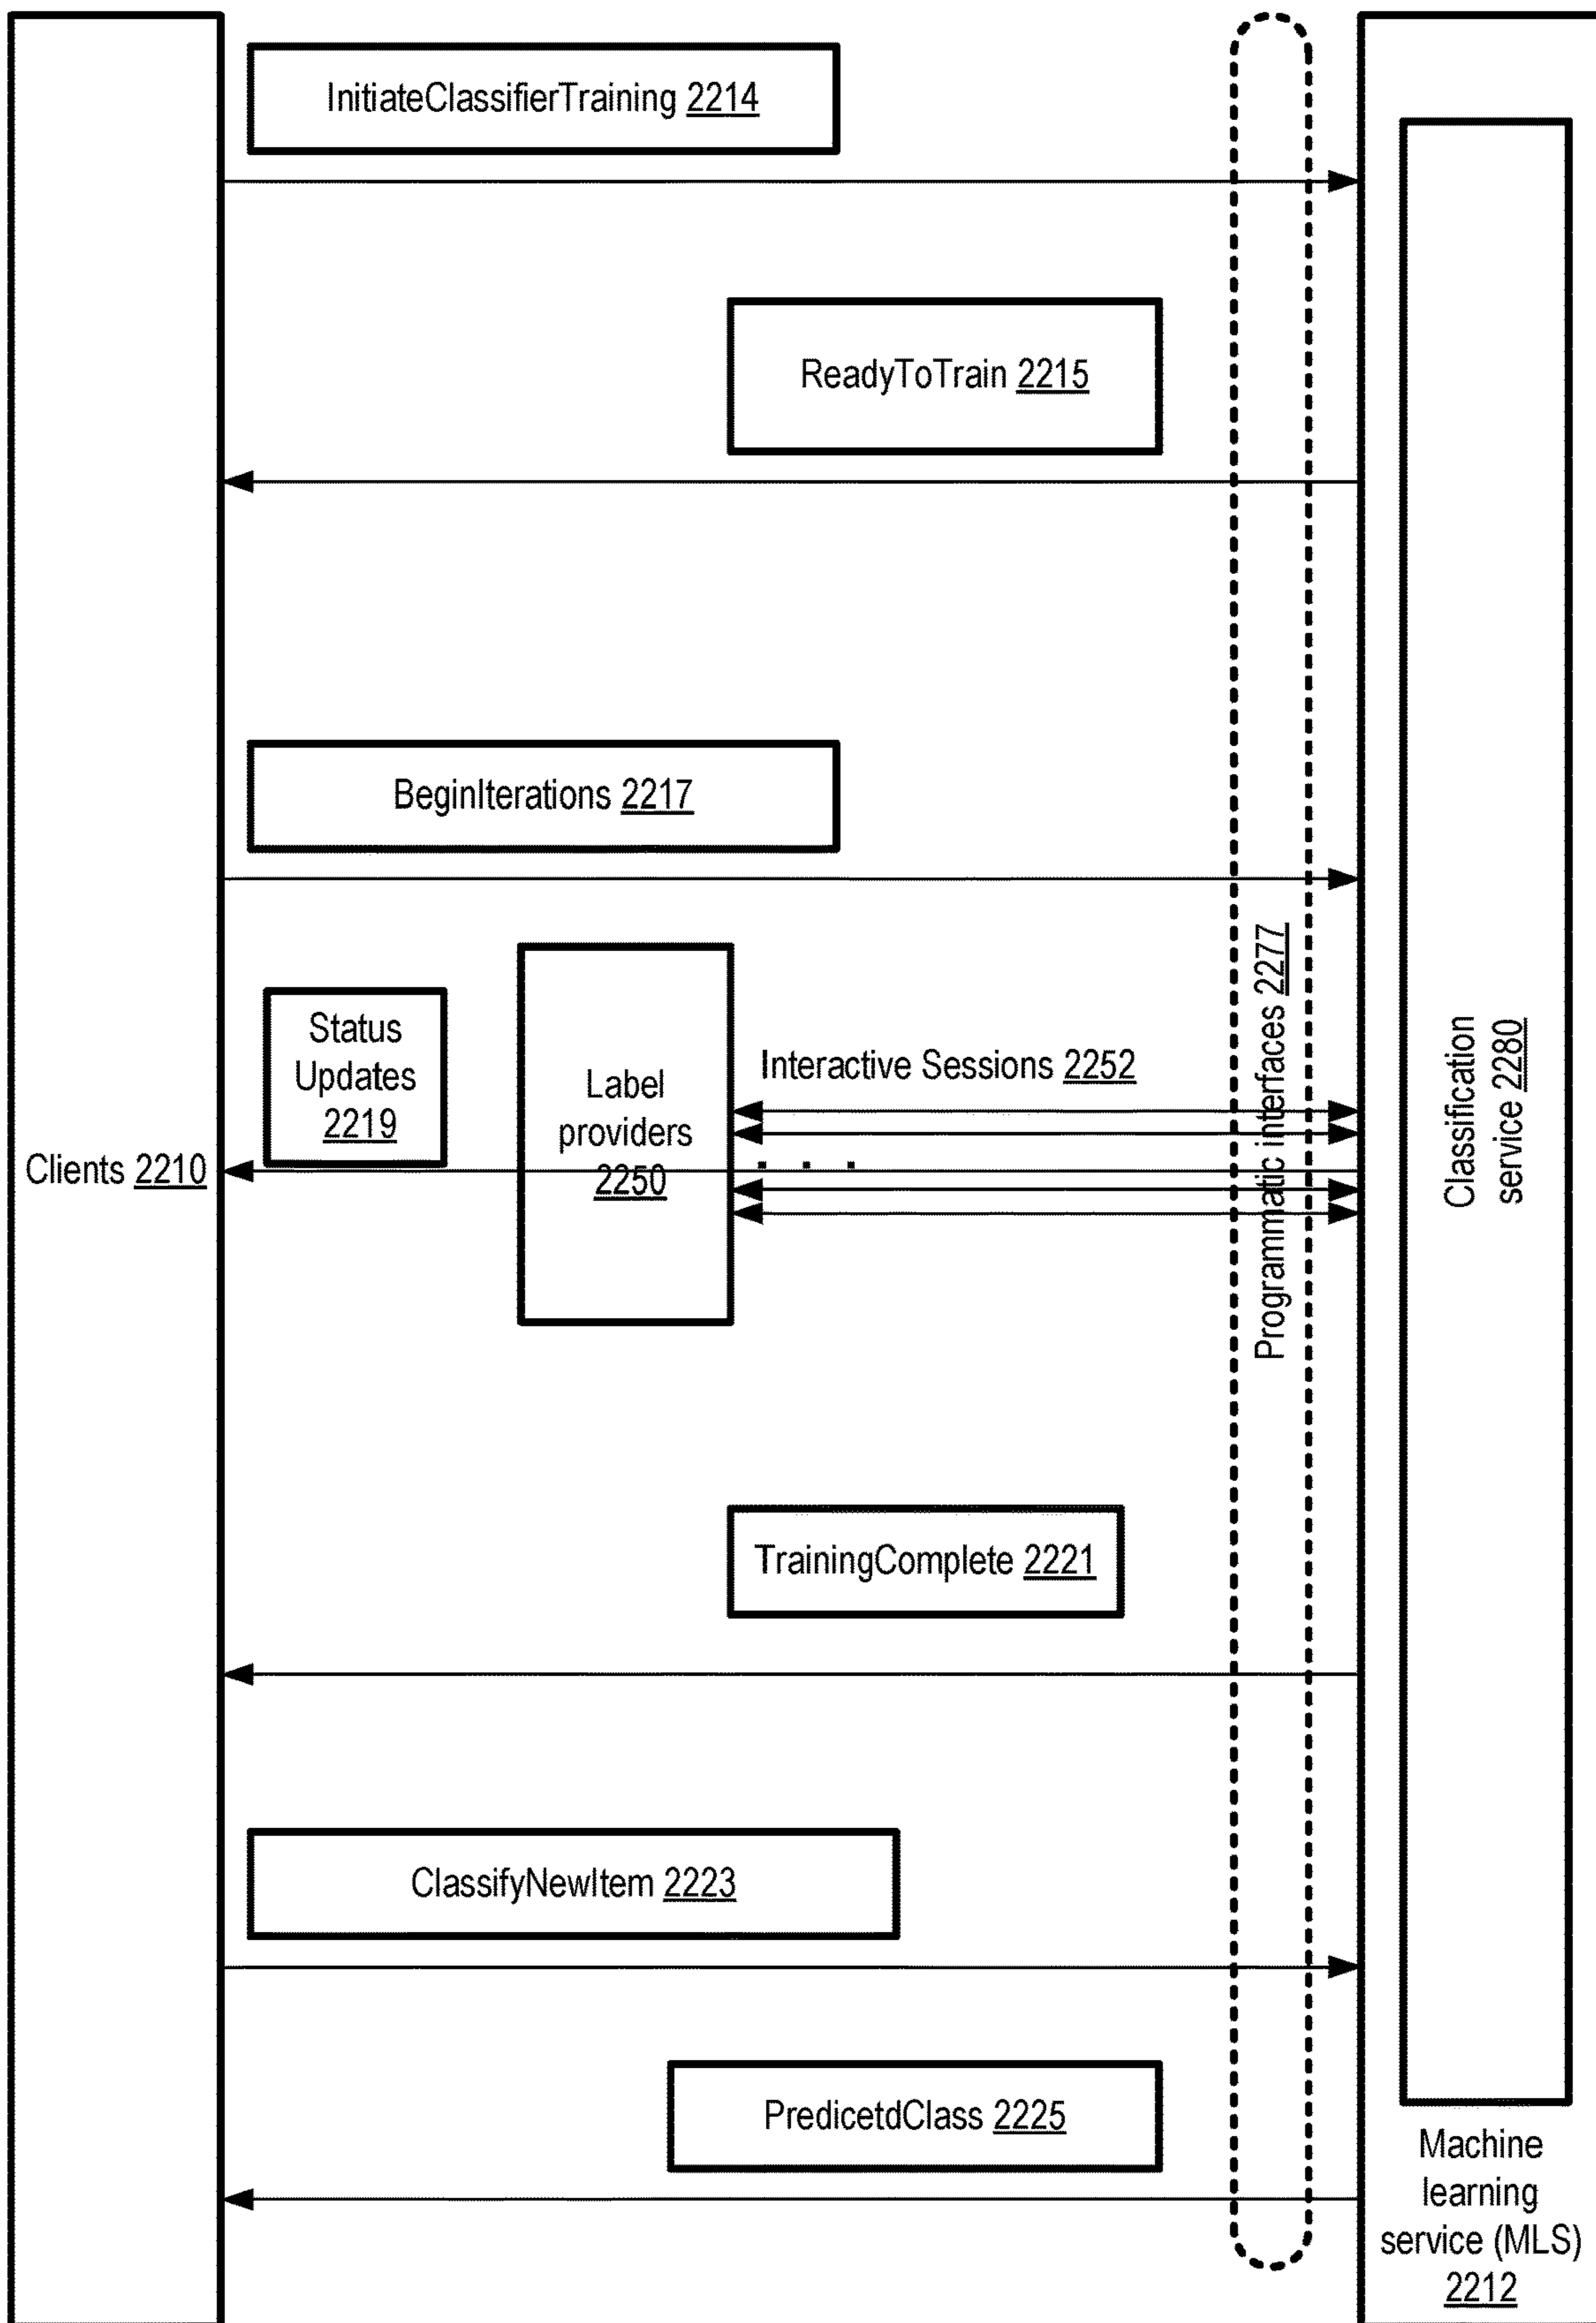 InitiateClassifierTraining 2214
ReadyToTrain 2215
BeginIterations 2217
Status
Updates
2219
Label
providers
2250
Interactive Sessions 2252
. . .
Clients 2210
Programmatic interfaces 2277
Classification
service 2280
TrainingComplete 2221
ClassifyNewItem 2223
PredicetdClass 2225
Machine
learning
service (MLS)
2212